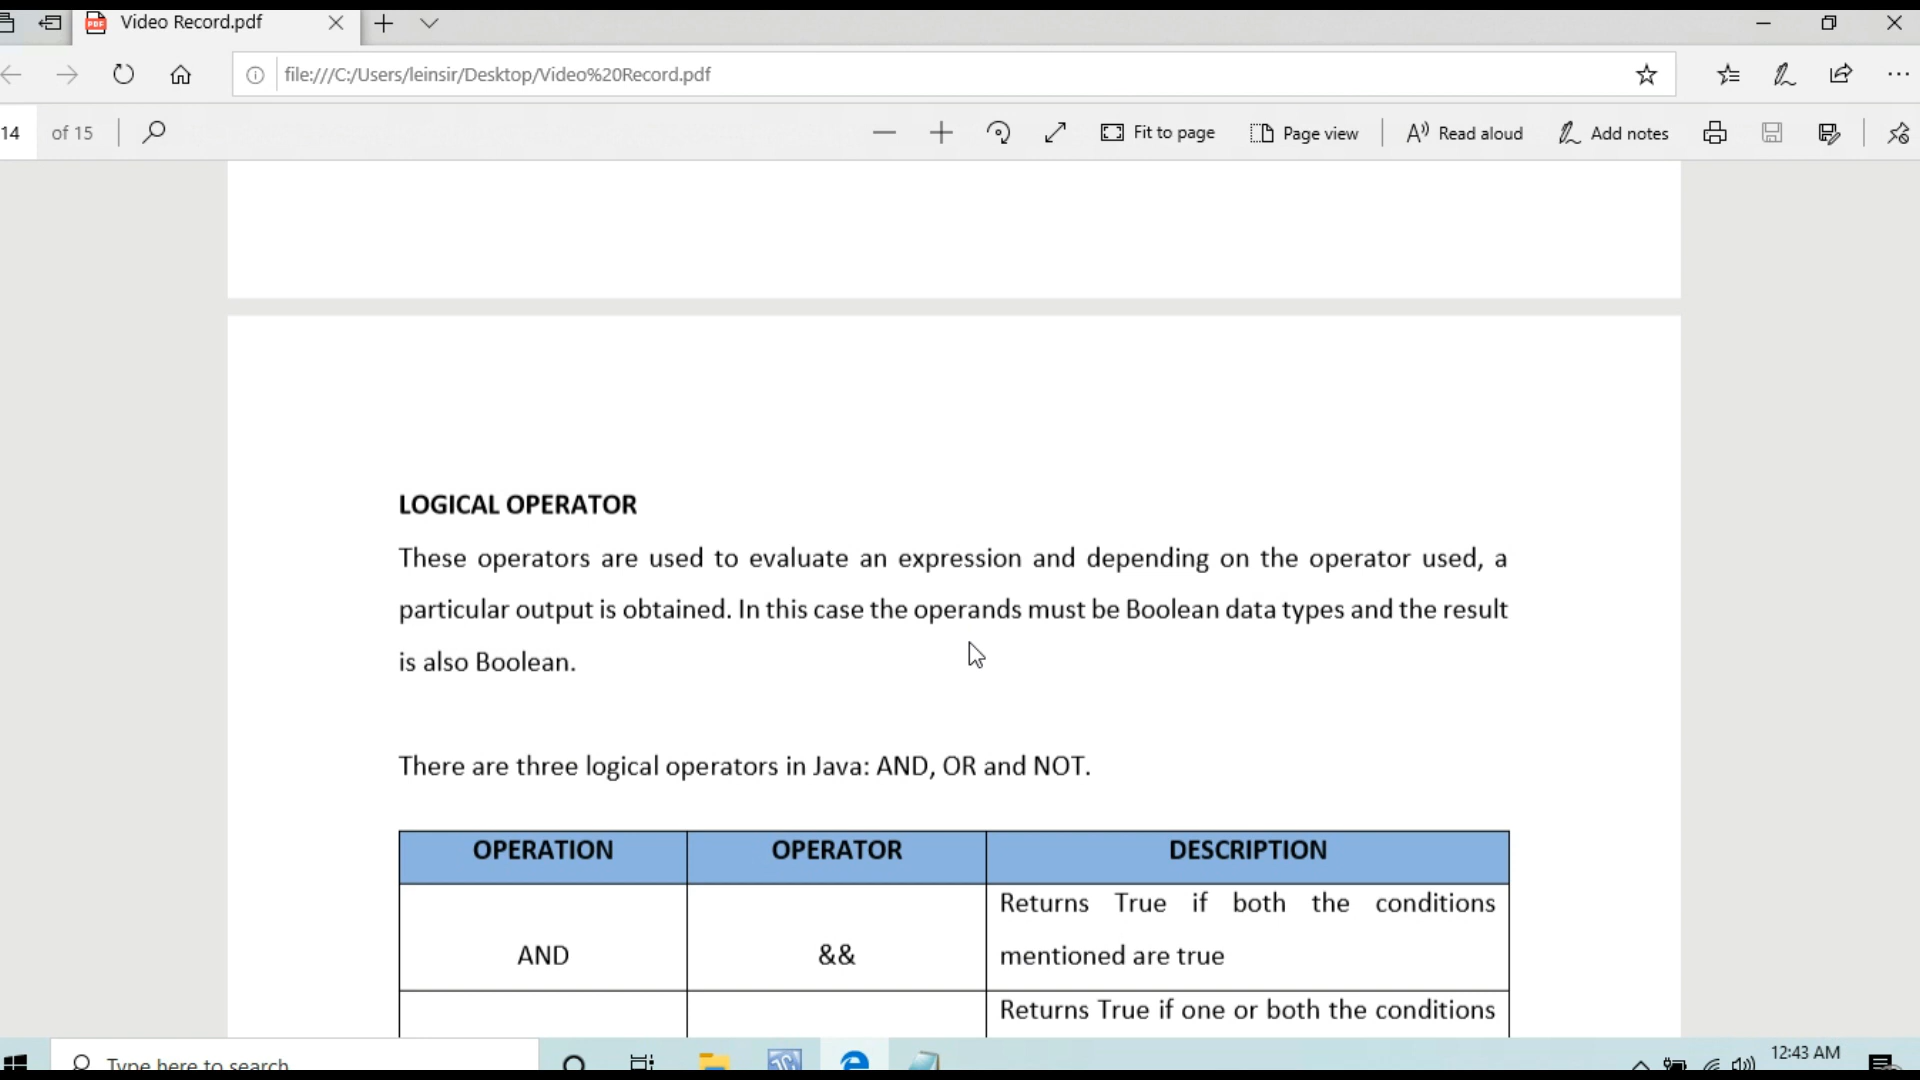 Video Record.pdf
file:///C:/Users/leinsir/Desktop/Video%20Record.pdf
14 of 15 Fit to page Page view Read aloud Add notes
LOGICAL OPERATOR
These operators are used to evaluate an expression and depending on the operator used, a
particular output is obtained. In this case the operands must be Boolean data types and the result
is also Boolean.
There are three logical operators in Java: AND, OR and NOT.
OPERATION OPERATOR DESCRIPTION
Returns True if both the conditions
AND && mentioned are true
Returns True if one or both the conditions
Type here to search
12:43 AM